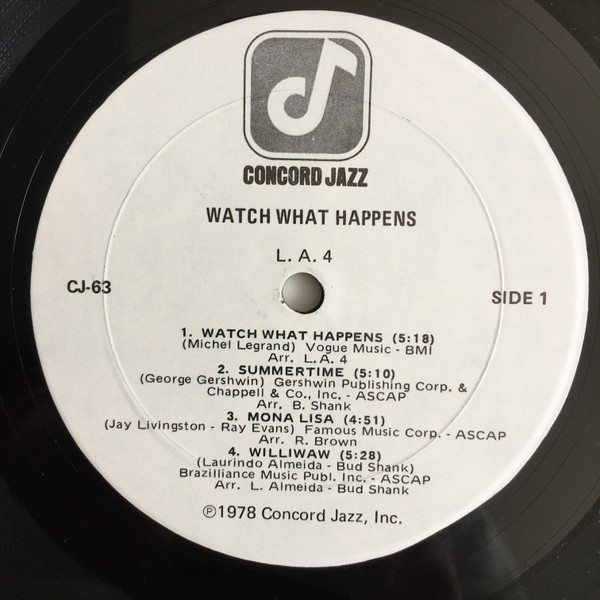 CONCORD JAZZ
WATCH WHAT HAPPENS
L. A. 4
CJ-63
SIDE 1
1. WATCH WHAT HAPPENS (5:18)
(Michel Legrand) Vogue Music - BMI
Arr. L.A. 4
2. SUMMERTIME (5:10)
(George Gershwin) Gershwin Publishing Corp. &
Chappell & Co., Inc. - ASCAP
Arr. B. Shank
3. MONA LISA (4:51)
(Jay Livingston - Ray Evans) Famous Music Corp. - ASCAP
Arr. R. Brown
4. WILLIWAW (5:28)
(Laurindo Almeida - Bud Shank)
Brazilliance Music Publ. Inc. - ASCAP
Arr. L. Almeida - Bud Shank
Ⓟ1978 Concord Jazz, Inc.